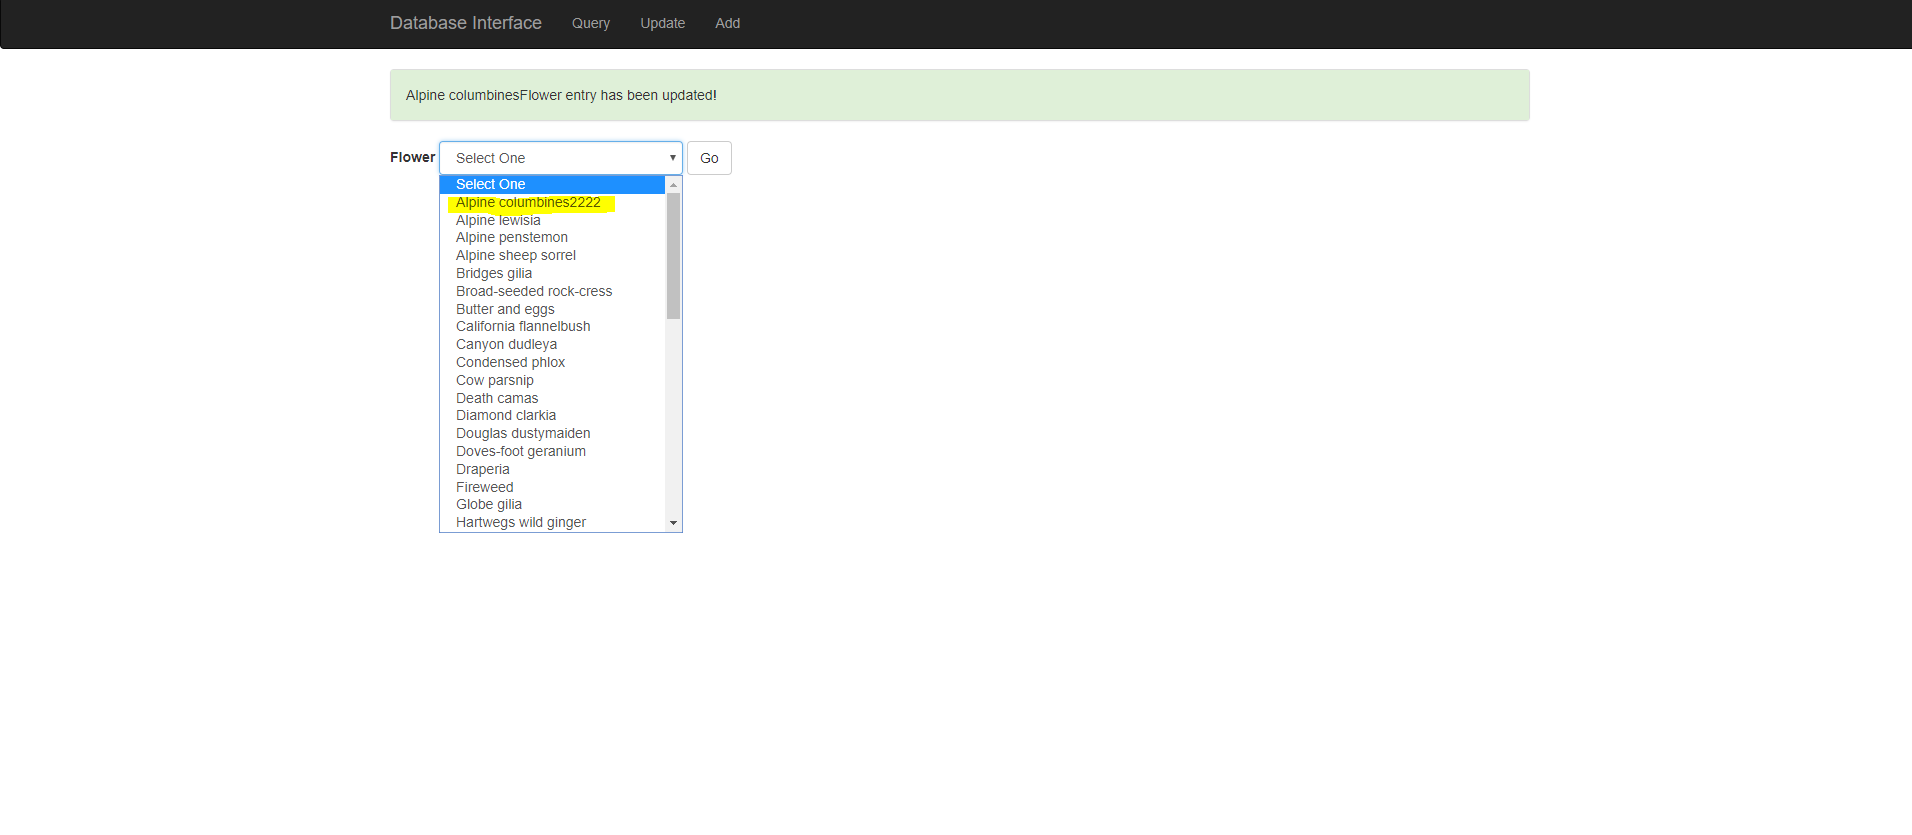 Database Interface Query Update Add
Alpine columbinesFlower entry has been updated!
Flower Select One Go
Select One
Alpine columbines2222
Alpine lewisia
Alpine penstemon
Alpine sheep sorrel
Bridges gilia
Broad-seeded rock-cress
Butter and eggs
California flannelbush
Canyon dudleya
Condensed phlox
Cow parsnip
Death camas
Diamond clarkia
Douglas dustymaiden
Doves-foot geranium
Draperia
Fireweed
Globe gilia
Hartwegs wild ginger